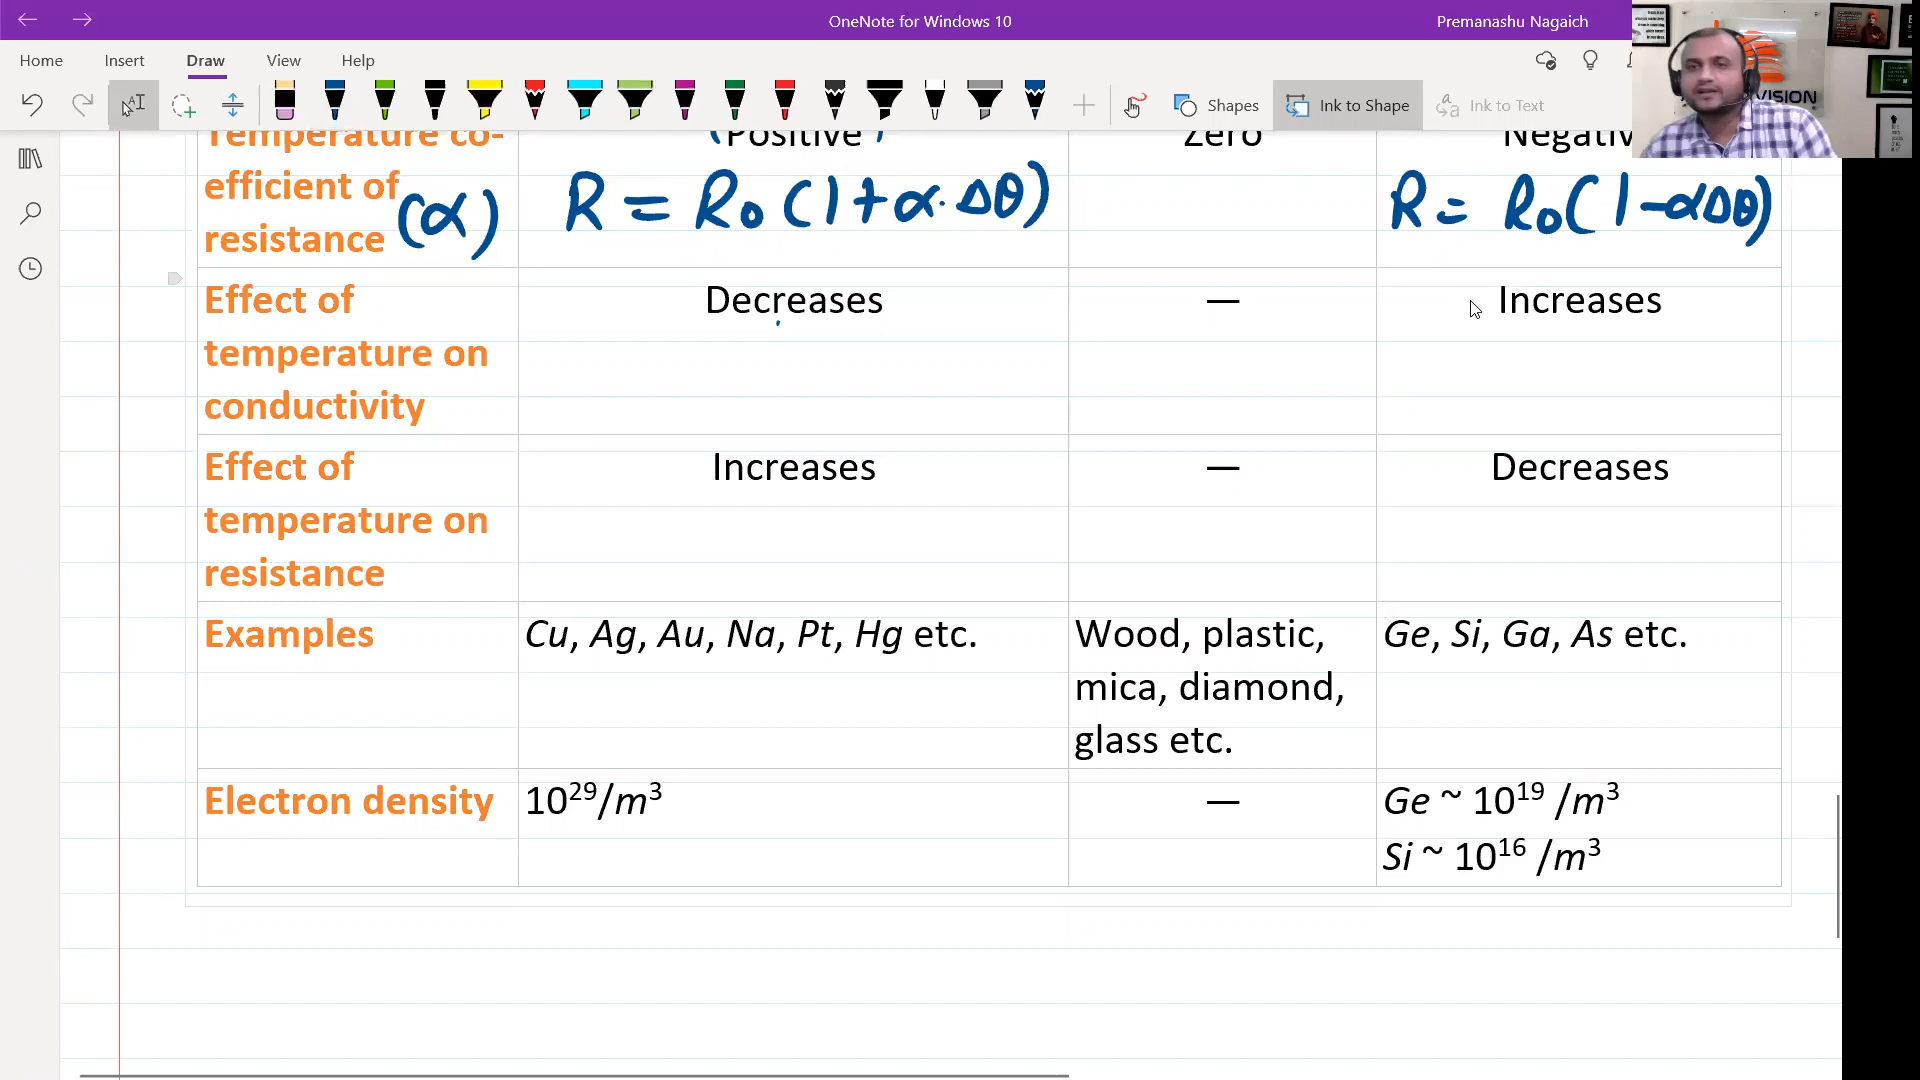 OneNote for Windows 10
Premanashu Nagaich
Home Insert Draw View Help
Shapes Ink to Shape Ink to Text
VISION
Temperature co-efficient of resistance (α)
(Positive)
R = R₀(1+α·Δθ)
Zero
Negativ
R = R₀(1-αΔθ)
Effect of
temperature on
conductivity
Decreases
—
Increases
Effect of
temperature on
resistance
Increases
—
Decreases
Examples
Cu, Ag, Au, Na, Pt, Hg etc.
Wood, plastic,
mica, diamond,
glass etc.
Ge, Si, Ga, As etc.
Electron density
10²⁹/m³
—
Ge ~ 10¹⁹ /m³
Si ~ 10¹⁶ /m³